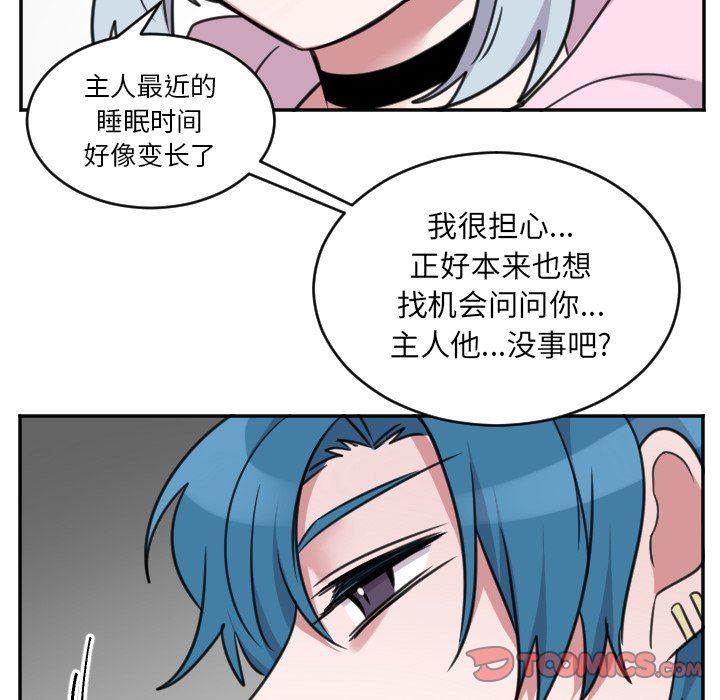 主人最近的
睡眠时间
好像变长了
我很担心...
正好本来也想
找机会问问你...
主人他...没事吧?
TOOMICS.com